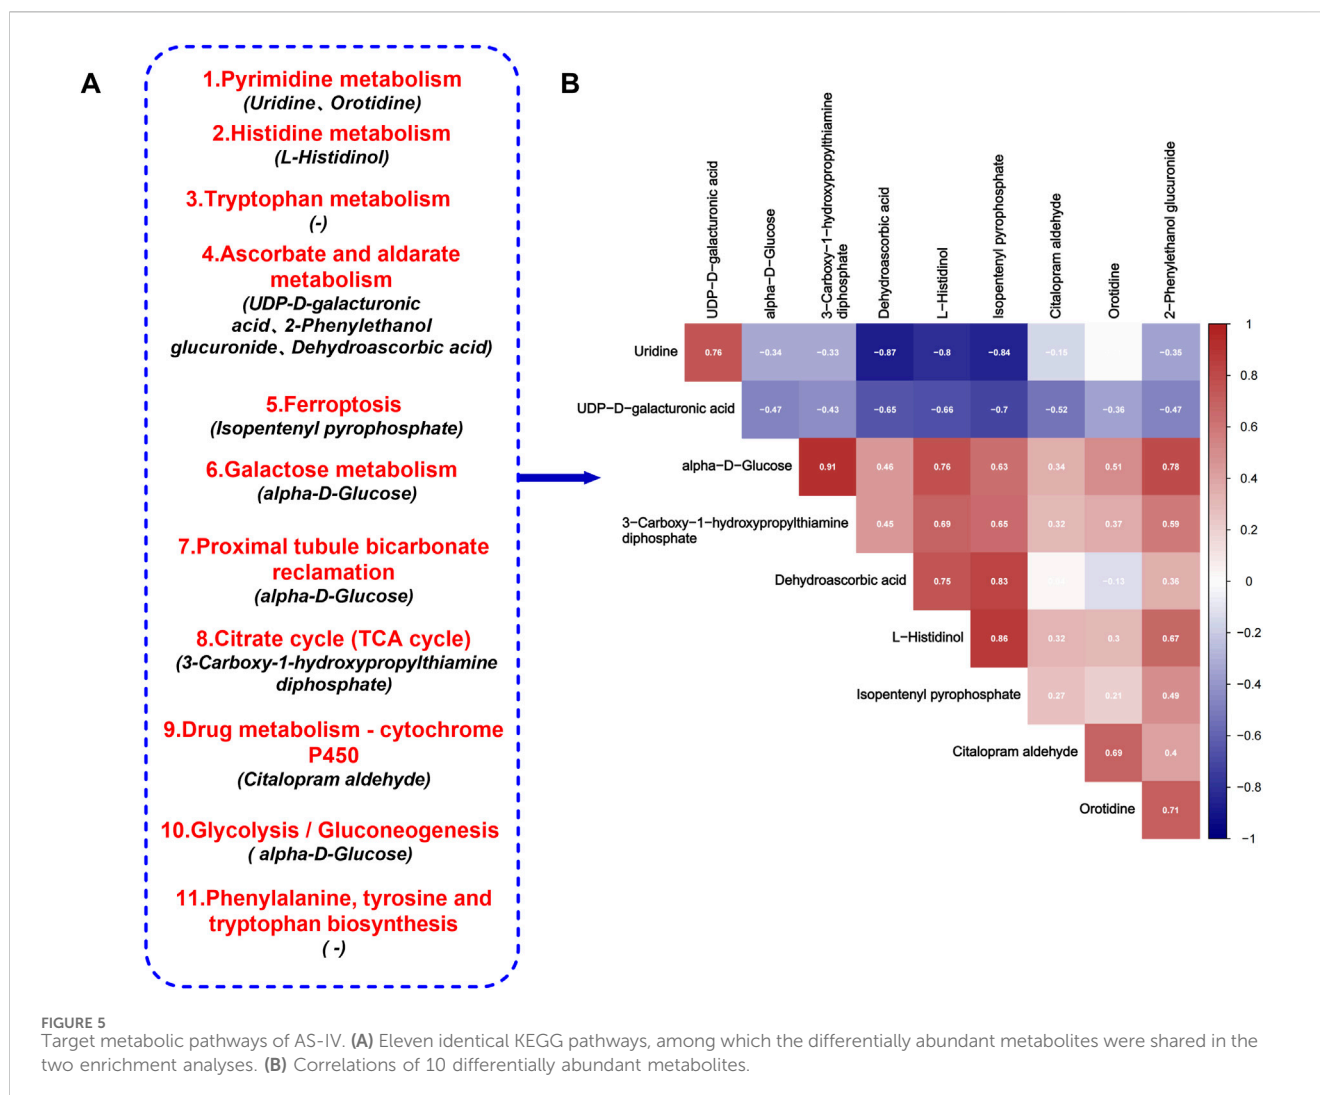 A
1.Pyrimidine metabolism
(Uridine、Orotidine)
2.Histidine metabolism
(L-Histidinol)
3.Tryptophan metabolism
(-)
4.Ascorbate and aldarate
metabolism
(UDP-D-galacturonic
acid、2-Phenylethanol
glucuronide、Dehydroascorbic acid)
5.Ferroptosis
(Isopentenyl pyrophosphate)
6.Galactose metabolism
(alpha-D-Glucose)
7.Proximal tubule bicarbonate
reclamation
(alpha-D-Glucose)
8.Citrate cycle (TCA cycle)
(3-Carboxy-1-hydroxypropylthiamine
diphosphate)
9.Drug metabolism - cytochrome
P450
(Citalopram aldehyde)
10.Glycolysis / Gluconeogenesis
( alpha-D-Glucose)
11.Phenylalanine, tyrosine and
tryptophan biosynthesis
( -)
B
UDP−D−galacturonic acid
alpha−D−Glucose
3−Carboxy−1−hydroxypropylthiamine
diphosphate
Dehydroascorbic acid
L−Histidinol
Isopentenyl pyrophosphate
Citalopram aldehyde
Orotidine
2−Phenylethanol glucuronide
Uridine 0.76 −0.34 −0.33 −0.87 −0.8 −0.84 −0.15 −0.35
UDP−D−galacturonic acid −0.47 −0.43 −0.65 −0.66 −0.7 −0.52 −0.36 −0.47
alpha−D−Glucose 0.91 0.46 0.76 0.63 0.34 0.51 0.78
3−Carboxy−1−hydroxypropylthiamine
diphosphate 0.45 0.69 0.65 0.32 0.37 0.59
Dehydroascorbic acid 0.75 0.83 −0.13 0.36
L−Histidinol 0.86 0.32 0.3 0.67
Isopentenyl pyrophosphate 0.27 0.21 0.49
Citalopram aldehyde 0.69 0.4
Orotidine 0.71
1
0.8
0.6
0.4
0.2
0
−0.2
−0.4
−0.6
−0.8
−1
FIGURE 5
Target metabolic pathways of AS-IV. (A) Eleven identical KEGG pathways, among which the differentially abundant metabolites were shared in the
two enrichment analyses. (B) Correlations of 10 differentially abundant metabolites.